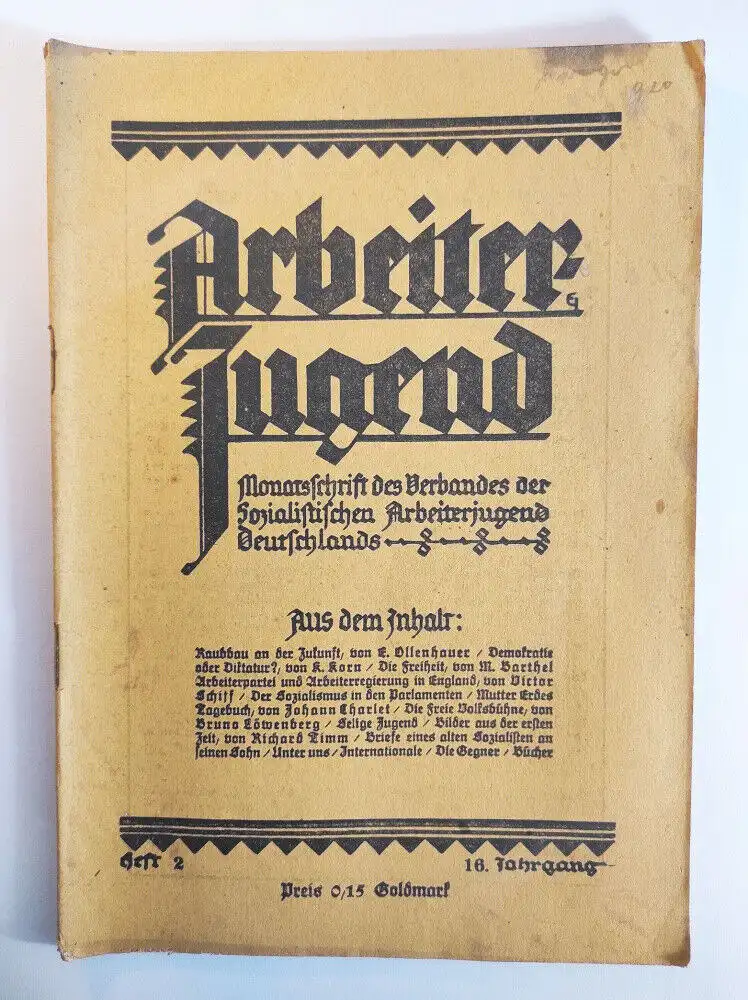 920
Arbeiter-
Jugend
Monatsschrift des Verbandes der
Sozialistischen Arbeiterjugend
Deutschlands
Aus dem Inhalt:
Raubbau an der Zukunft, von E. Ollenhauer / Demokratie
oder Diktatur?, von K. Korn / Die Freiheit, von M. Barthel
Arbeiterpartei und Arbeiterregierung in England, von Victor
Schiff / Der Sozialismus in den Parlamenten / Mutter Erdes
Tagebuch, von Johann Charlet / Die Freie Volksbühne, von
Bruno Löwenberg / Selige Jugend / Bilder aus der ersten
Zeit, von Richard Timm / Briefe eines alten Sozialisten an
seinen Sohn / Unter uns / Internationale / Die Gegner / Bücher
Heft 2 16. Jahrgang
Preis 0,15 Goldmark